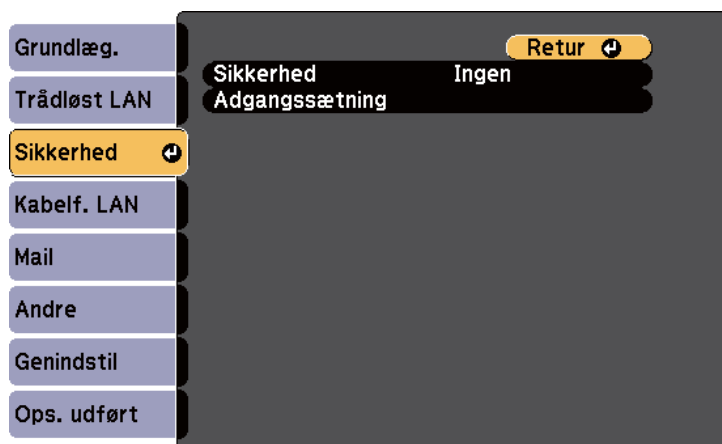 Grundlæg.
Trådløst LAN
Sikkerhed
Kabelf. LAN
Mail
Andre
Genindstil
Ops. udført
Retur
Sikkerhed Ingen
Adgangssætning